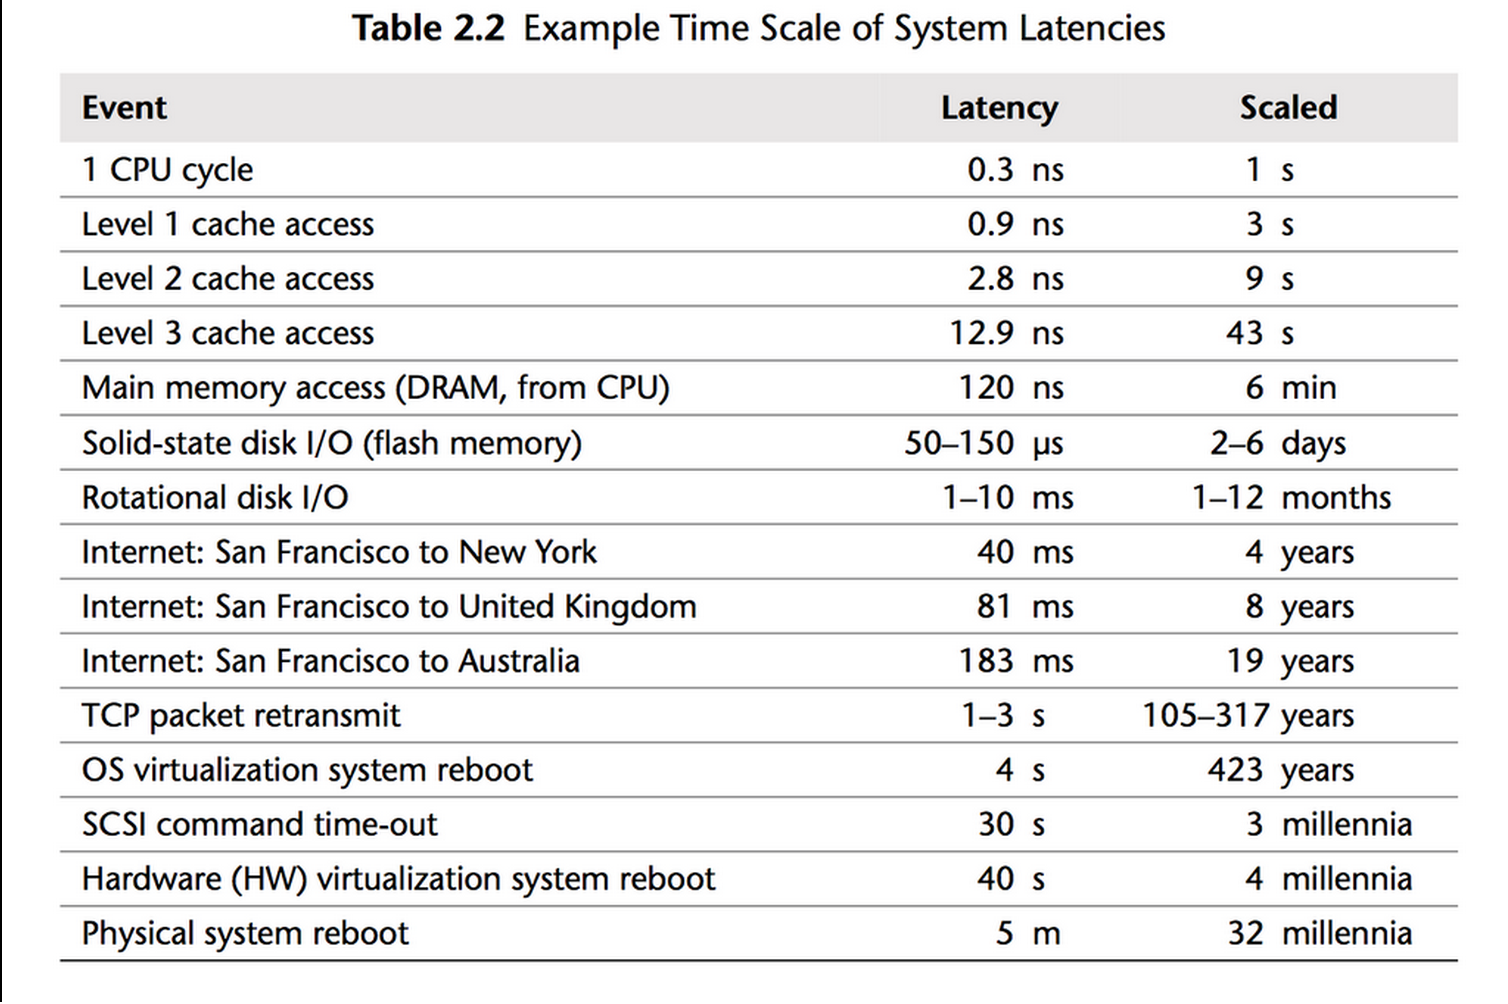 Table 2.2 Example Time Scale of System Latencies
Event Latency Scaled
1 CPU cycle 0.3 ns 1 s
Level 1 cache access 0.9 ns 3 s
Level 2 cache access 2.8 ns 9 s
Level 3 cache access 12.9 ns 43 s
Main memory access (DRAM, from CPU) 120 ns 6 min
Solid-state disk I/O (flash memory) 50–150 μs 2–6 days
Rotational disk I/O 1–10 ms 1–12 months
Internet: San Francisco to New York 40 ms 4 years
Internet: San Francisco to United Kingdom 81 ms 8 years
Internet: San Francisco to Australia 183 ms 19 years
TCP packet retransmit 1–3 s 105–317 years
OS virtualization system reboot 4 s 423 years
SCSI command time-out 30 s 3 millennia
Hardware (HW) virtualization system reboot 40 s 4 millennia
Physical system reboot 5 m 32 millennia